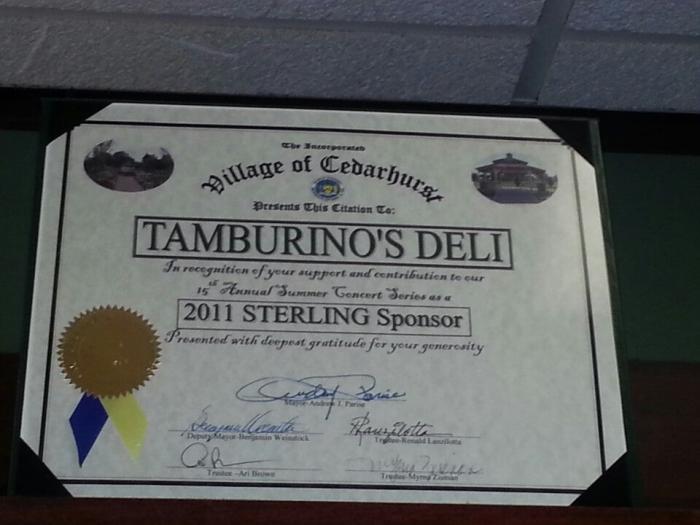 The Incorporated
Village of Cedarhurst
Presents This Citation To:
TAMBURINO'S DELI
In recognition of your support and contribution to our
15th Annual Summer Concert Series as a
2011 STERLING Sponsor
Presented with deepest gratitude for your generosity
Mayor-Andrew J. Parise
Deputy Mayor-Benjamin Weinstock
Trustee-Ronald Lanzilotta
Trustee -Ari Brown
Trustee-Myrna Zisman